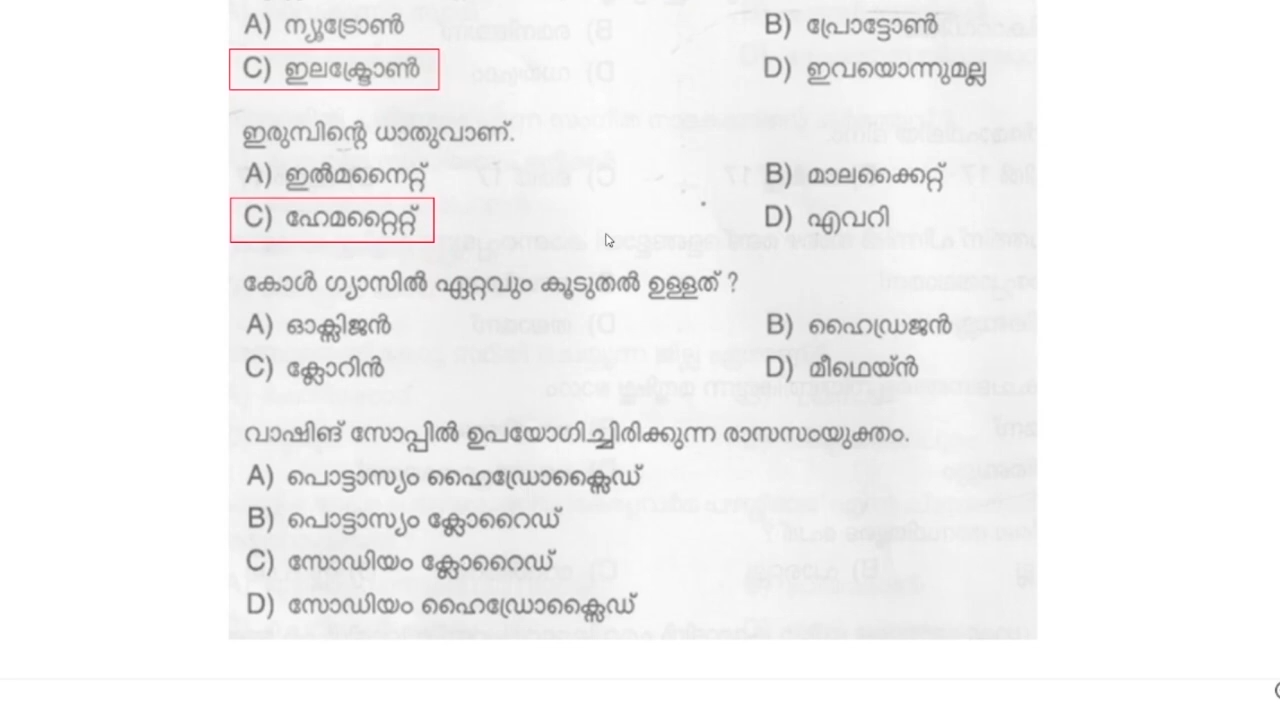 A) ന്യൂട്രോൺ B) പ്രോട്ടോൺ
C) ഇലക്ട്രോൺ D) ഇവയൊന്നുമല്ല
ഇരുമ്പിന്റെ ധാതുവാണ്.
A) ഇൽമനൈറ്റ് B) മാലക്കൈറ്റ്
C) ഹേമറ്റൈറ്റ് D) എവറി
കോൾ ഗ്യാസിൽ ഏറ്റവും കൂടുതൽ ഉള്ളത് ?
A) ഓക്സിജൻ B) ഹൈഡ്രജൻ
C) ക്ലോറിൻ D) മീഥെയ്ൻ
വാഷിങ് സോപ്പിൽ ഉപയോഗിച്ചിരിക്കുന്ന രാസസംയുക്തം.
A) പൊട്ടാസ്യം ഹൈഡ്രോക്സൈഡ്
B) പൊട്ടാസ്യം ക്ലോറൈഡ്
C) സോഡിയം ക്ലോറൈഡ്
D) സോഡിയം ഹൈഡ്രോക്സൈഡ്